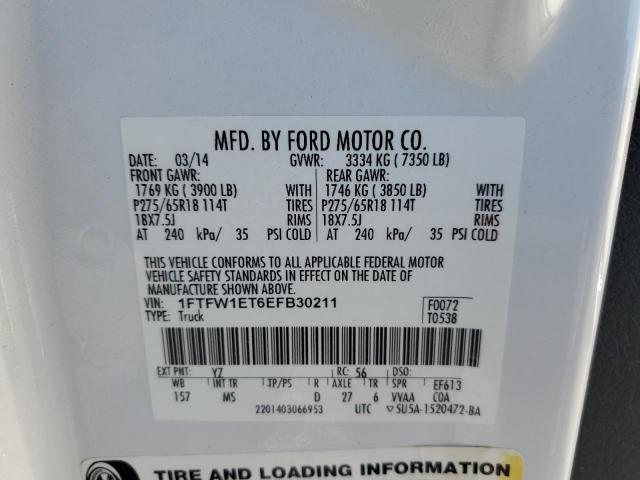 MFD. BY FORD MOTOR CO.
DATE: 03/14 GVWR: 3334 KG ( 7350 LB)
FRONT GAWR: REAR GAWR:
1769 KG ( 3900 LB) WITH 1746 KG ( 3850 LB) WITH
P275/65R18 114T TIRES P275/65R18 114T TIRES
18X7.5J RIMS 18X7.5J RIMS
AT 240 kPa/ 35 PSI COLD AT 240 kPa/ 35 PSI COLD
THIS VEHICLE CONFORMS TO ALL APPLICABLE FEDERAL MOTOR
VEHICLE SAFETY STANDARDS IN EFFECT ON THE DATE OF
MANUFACTURE SHOWN ABOVE.
VIN: 1FTFW1ET6EFB30211 F0072
TYPE: Truck T0538
EXT PNT: YZ RC: 56 DSO:
WB INT TR TP/PS R AXLE TR SPR EF613
157 MS D 27 6 VVAA COA
2201403066953 UTC ▽5U5A-1520472-BA
TIRE AND LOADING INFORMATION